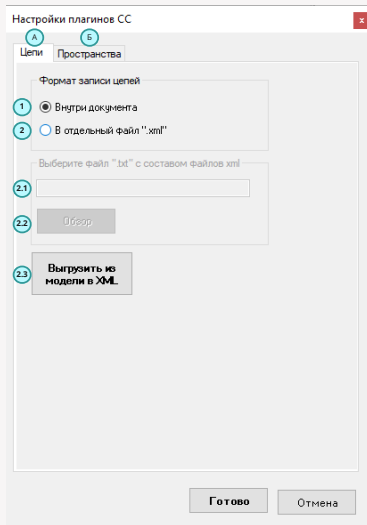 Настройки плагинов СС
x
А Б
Цепи Пространства
Формат записи цепей
1 Внутри документа
2 В отдельный файл ".xml"
Выберите файл ".txt" с составом файлов xml
2.1
2.2 Обзор
2.3 Выгрузить из
модели в XML
Готово Отмена